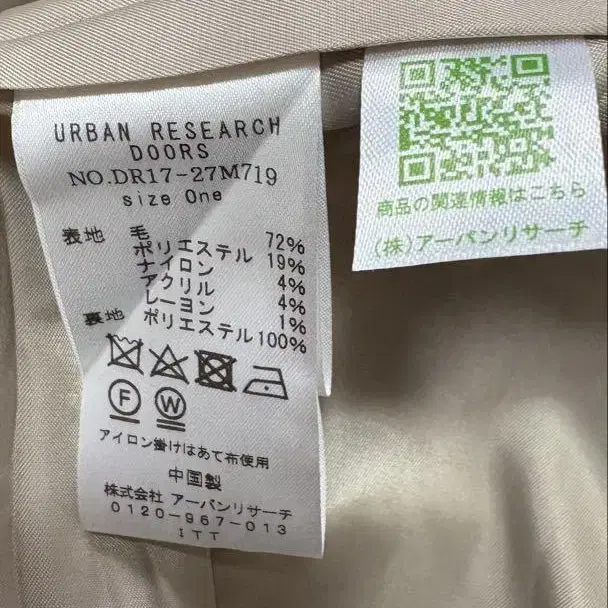 URBAN RESEARCH
DOORS
NO.DR17-27M719
size One
表地 毛 72%
ポリエステル 19%
ナイロン 4%
アクリル 4%
レーヨン 1%
裏地 ポリエステル100%
F W
アイロン掛けはあて布使用
中国製
株式会社 アーバンリサーチ
0120-967-013
ITT
商品の関連情報はこちら
(株)アーバンリサーチ